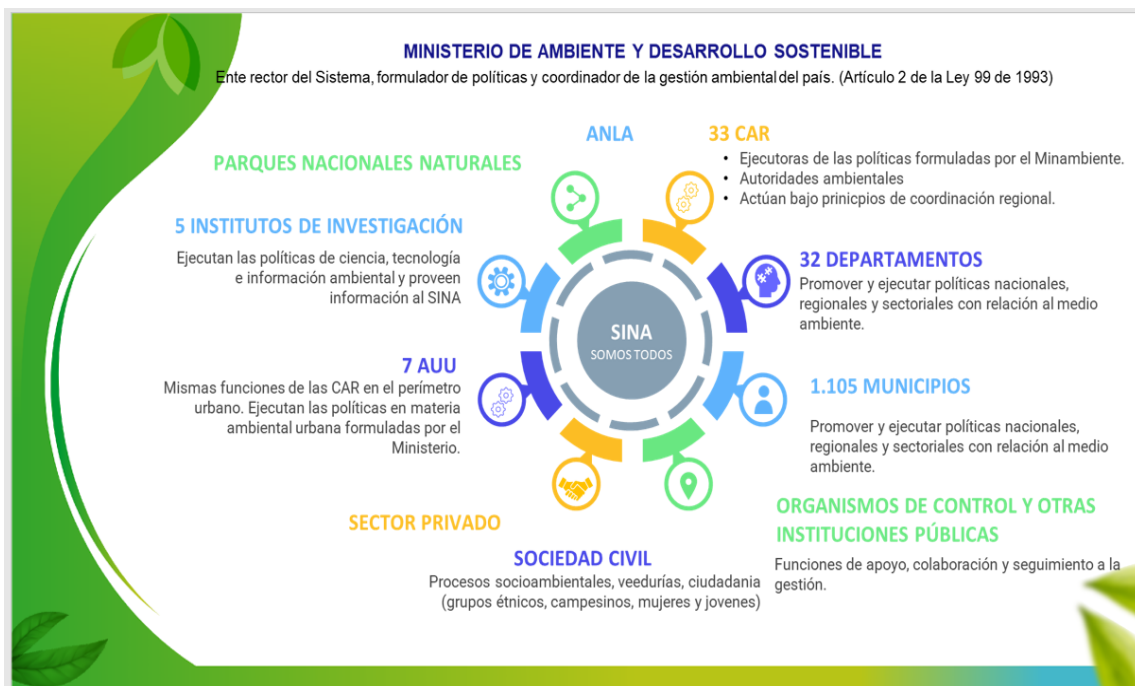 MINISTERIO DE AMBIENTE Y DESARROLLO SOSTENIBLE
Ente rector del Sistema, formulador de políticas y coordinador de la gestión ambiental del país. (Artículo 2 de la Ley 99 de 1993)
ANLA
33 CAR
• Ejecutoras de las políticas formuladas por el Minambiente.
• Autoridades ambientales
• Actúan bajo prinicpios de coordinación regional.
PARQUES NACIONALES NATURALES
5 INSTITUTOS DE INVESTIGACIÓN
Ejecutan las políticas de ciencia, tecnología
e información ambiental y proveen
información al SINA
32 DEPARTAMENTOS
Promover y ejecutar políticas nacionales,
regionales y sectoriales con relación al medio
ambiente.
SINA
SOMOS TODOS
7 AUU
Mismas funciones de las CAR en el perímetro
urbano. Ejecutan las políticas en materia
ambiental urbana formuladas por el
Ministerio.
1.105 MUNICIPIOS
Promover y ejecutar políticas nacionales,
regionales y sectoriales con relación al medio
ambiente.
SECTOR PRIVADO
SOCIEDAD CIVIL
Procesos socioambientales, veedurías, ciudadania
(grupos étnicos, campesinos, mujeres y jovenes)
ORGANISMOS DE CONTROL Y OTRAS
INSTITUCIONES PÚBLICAS
Funciones de apoyo, colaboración y seguimiento a la
gestión.